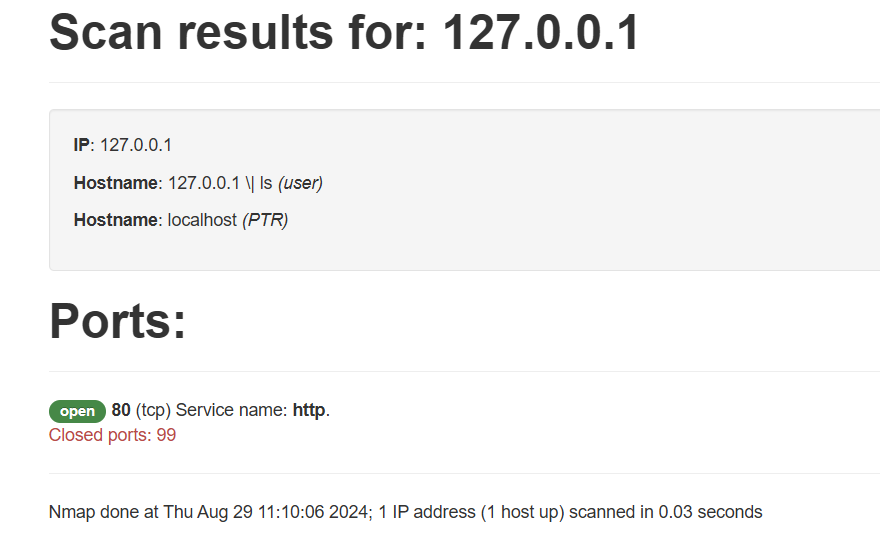 Scan results for: 127.0.0.1
IP: 127.0.0.1
Hostname: 127.0.0.1 \| ls (user)
Hostname: localhost (PTR)
Ports:
open 80 (tcp) Service name: http.
Closed ports: 99
Nmap done at Thu Aug 29 11:10:06 2024; 1 IP address (1 host up) scanned in 0.03 seconds